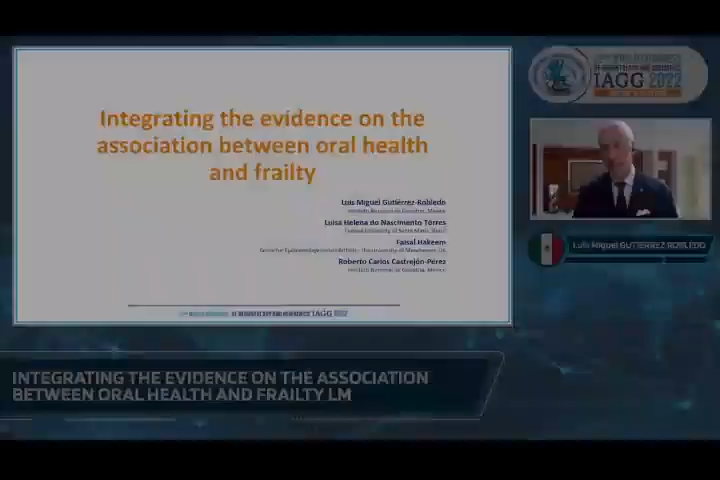 Integrating the evidence on the
association between oral health
and frailty
Luis Miguel Gutiérrez-Robledo
Luisa Helena do Nascimento Tôrres
Faisal Hakeem
Roberto Carlos Castrejón-Pérez
IAGG 2022
IAGG 2022
Luis Miguel GUTIERREZ ROBLEDO
INTEGRATING THE EVIDENCE ON THE ASSOCIATION
BETWEEN ORAL HEALTH AND FRAILTY LM